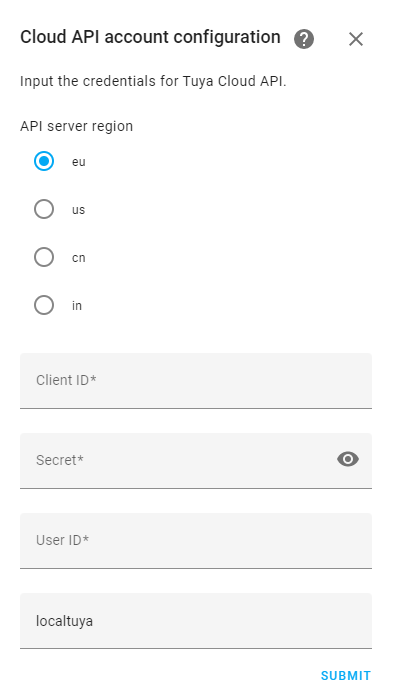 Cloud API account configuration
Input the credentials for Tuya Cloud API.
API server region
eu
us
cn
in
Client ID*
Secret*
User ID*
localtuya
SUBMIT